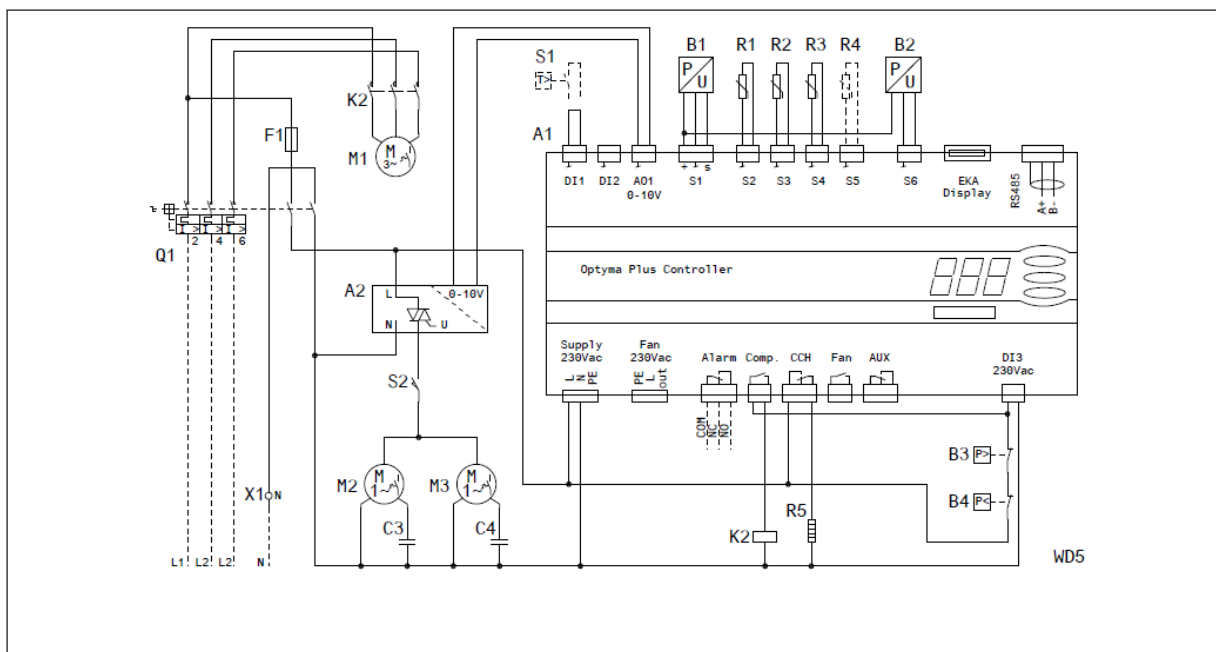 B1 R1 R2 R3 R4 B2
S1
T>
P U
P U
K2
A1
F1
M1
M 3~
DI1 DI2 AO1 0-10V
+ s
S1 S2 S3 S4 S5 S6
EKA Display
RS485
A+
B-
I> I> I>
2 4 6
Q1
Optyma Plus Controller
A2
L 0-10V
N U
Supply 230Vac
Fan 230Vac
Alarm Comp. CCH Fan AUX
DI3 230Vac
L
N
PE
PE
L
out
S2
COM
NC
NO
B3 P>
M2 M 1~
M3 M 1~
B4 P<
X1 N
C3 C4
R5
K2
L1 L2 L2 N
WD5